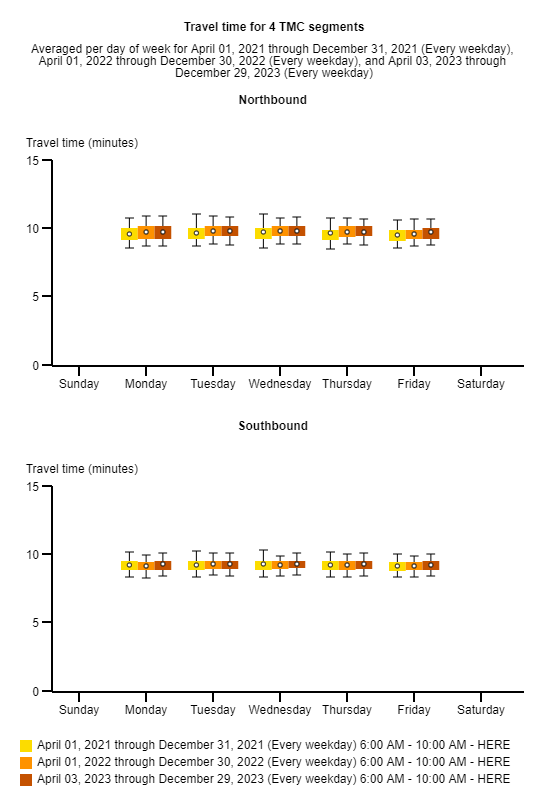 Travel time for 4 TMC segments
Averaged per day of week for April 01, 2021 through December 31, 2021 (Every weekday),
April 01, 2022 through December 30, 2022 (Every weekday), and April 03, 2023 through
December 29, 2023 (Every weekday)
Northbound
Travel time (minutes)
15
10
5
0
Sunday Monday Tuesday Wednesday Thursday Friday Saturday
Southbound
Travel time (minutes)
15
10
5
0
Sunday Monday Tuesday Wednesday Thursday Friday Saturday
April 01, 2021 through December 31, 2021 (Every weekday) 6:00 AM - 10:00 AM - HERE
April 01, 2022 through December 30, 2022 (Every weekday) 6:00 AM - 10:00 AM - HERE
April 03, 2023 through December 29, 2023 (Every weekday) 6:00 AM - 10:00 AM - HERE